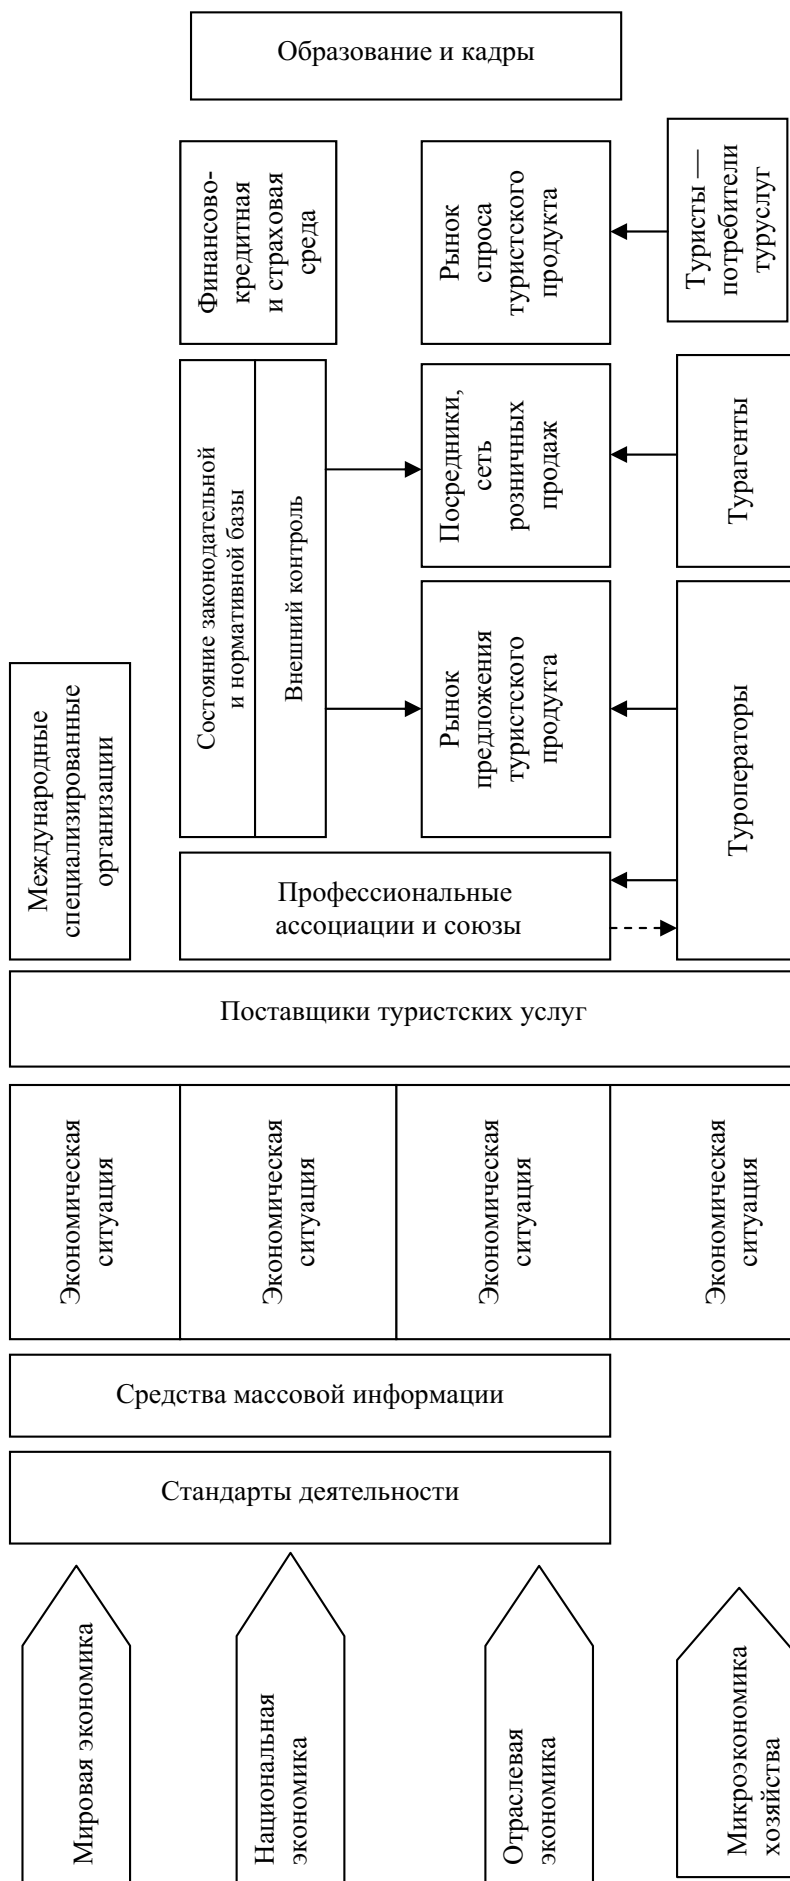 Образование и кадры
Финансово-
кредитная
и страховая
среда
Рынок
спроса
туристского
продукта
Туристы —
потребители
туруслуг
Состояние законодательной
и нормативной базы
Внешний контроль
Посредники,
сеть
розничных
продаж
Турагенты
Международные
специализированные
организации
Рынок
предложения
туристского
продукта
Туроператоры
Профессиональные
ассоциации и союзы
Поставщики туристских услуг
Экономическая
ситуация
Экономическая
ситуация
Экономическая
ситуация
Экономическая
ситуация
Средства массовой информации
Стандарты деятельности
Мировая экономика
Национальная
экономика
Отраслевая
экономика
Микроэкономика
хозяйства